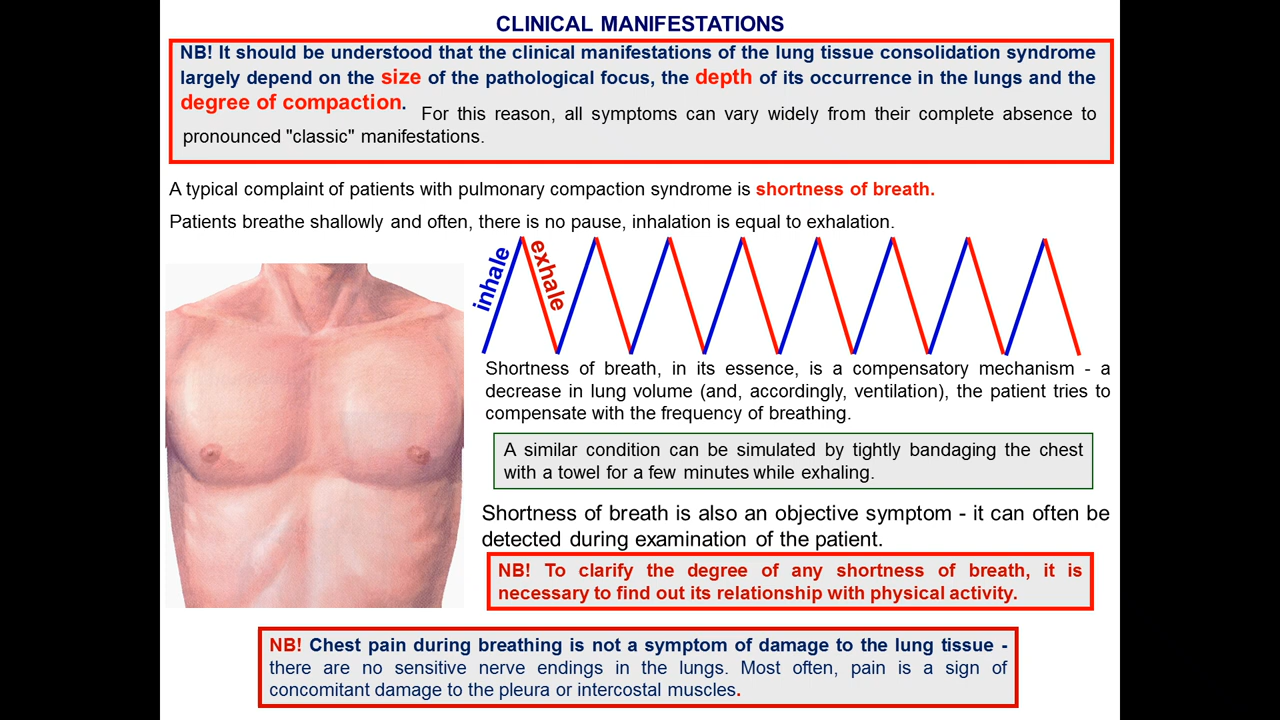 CLINICAL MANIFESTATIONS
NB! It should be understood that the clinical manifestations of the lung tissue consolidation syndrome
largely depend on the size of the pathological focus, the depth of its occurrence in the lungs and the
degree of compaction.
For this reason, all symptoms can vary widely from their complete absence to
pronounced "classic" manifestations.
A typical complaint of patients with pulmonary compaction syndrome is shortness of breath.
Patients breathe shallowly and often, there is no pause, inhalation is equal to exhalation.
inhale
exhale
Shortness of breath, in its essence, is a compensatory mechanism - a
decrease in lung volume (and, accordingly, ventilation), the patient tries to
compensate with the frequency of breathing.
A similar condition can be simulated by tightly bandaging the chest
with a towel for a few minutes while exhaling.
Shortness of breath is also an objective symptom - it can often be
detected during examination of the patient.
NB! To clarify the degree of any shortness of breath, it is
necessary to find out its relationship with physical activity.
NB! Chest pain during breathing is not a symptom of damage to the lung tissue -
there are no sensitive nerve endings in the lungs. Most often, pain is a sign of
concomitant damage to the pleura or intercostal muscles.